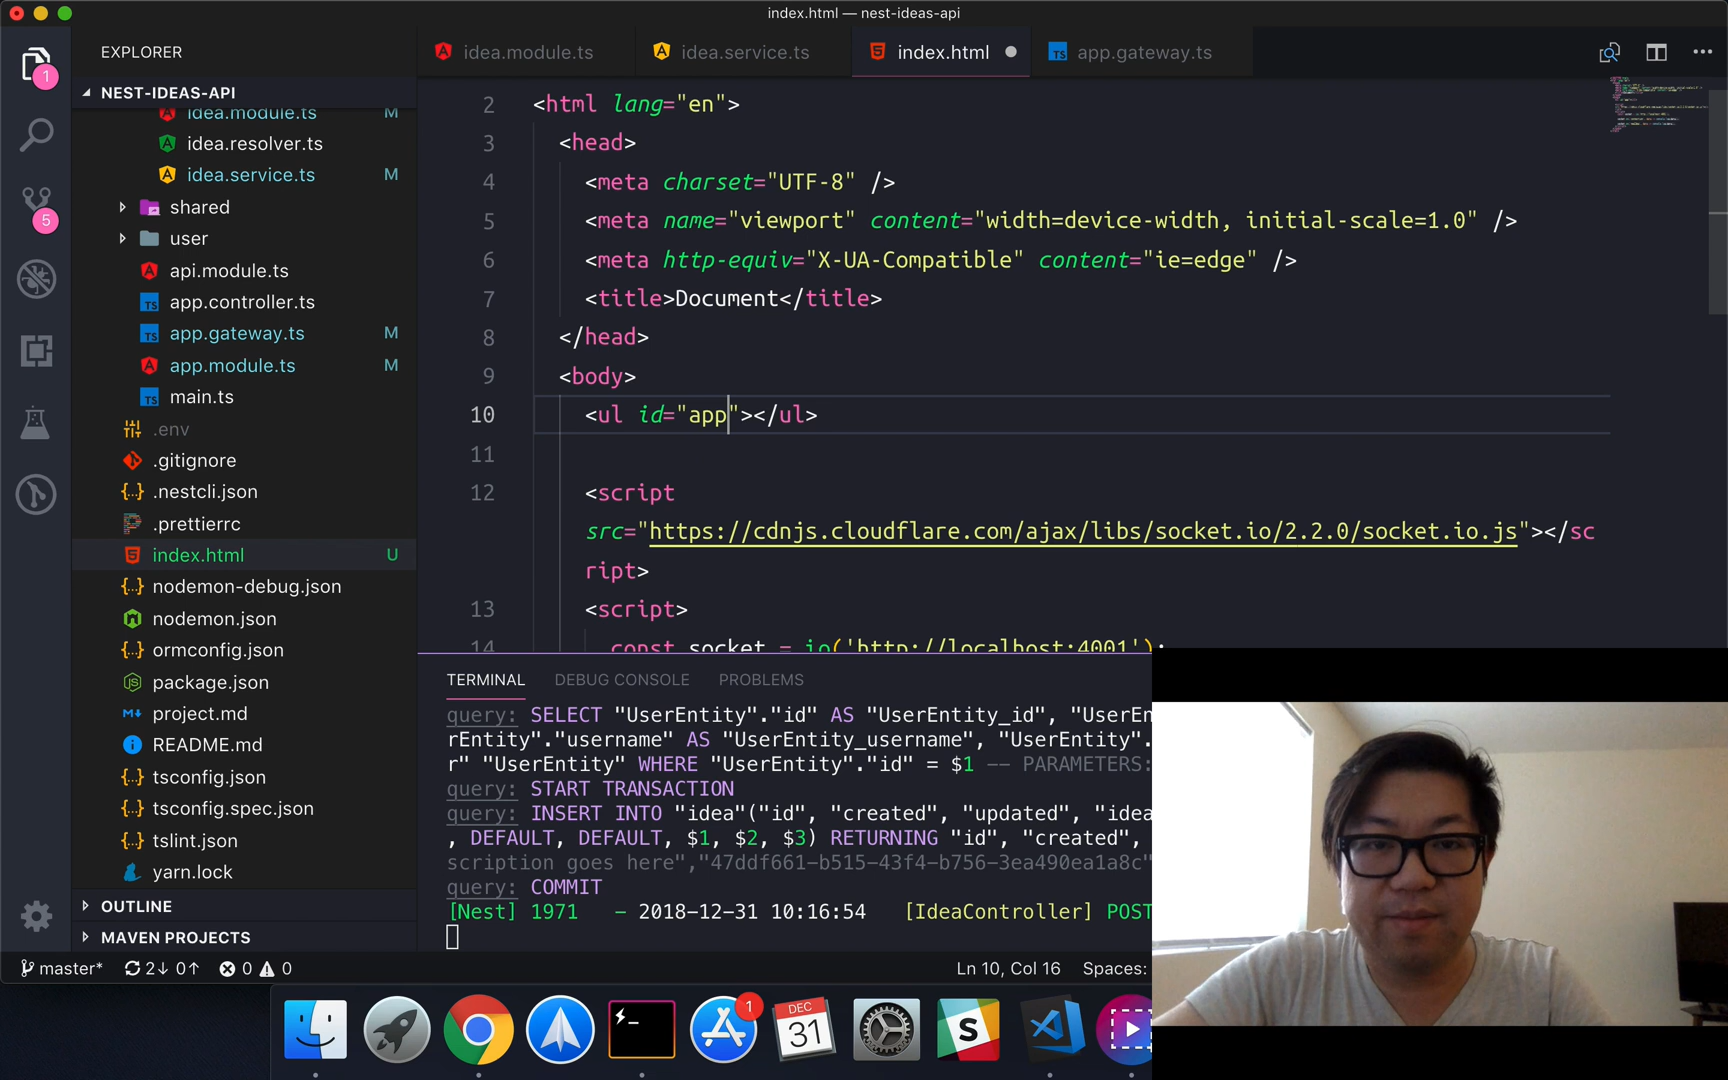 index.html — nest-ideas-api
EXPLORER
idea.module.ts
idea.service.ts
index.html
app.gateway.ts
1
NEST-IDEAS-API
idea.module.ts M
idea.resolver.ts
idea.service.ts M
5
shared
user
api.module.ts
app.controller.ts
app.gateway.ts M
app.module.ts M
main.ts
.env
.gitignore
.nestcli.json
.prettierrc
index.html U
nodemon-debug.json
nodemon.json
ormconfig.json
package.json
project.md
README.md
tsconfig.json
tsconfig.spec.json
tslint.json
yarn.lock
OUTLINE
MAVEN PROJECTS
2 <html lang="en">
3 <head>
4 <meta charset="UTF-8" />
5 <meta name="viewport" content="width=device-width, initial-scale=1.0" />
6 <meta http-equiv="X-UA-Compatible" content="ie=edge" />
7 <title>Document</title>
8 </head>
9 <body>
10 <ul id="app"></ul>
11
12 <script
src="https://cdnjs.cloudflare.com/ajax/libs/socket.io/2.2.0/socket.io.js"></sc
ript>
13 <script>
14 const socket = io('http://localhost:4001');
TERMINAL DEBUG CONSOLE PROBLEMS
query: SELECT "UserEntity"."id" AS "UserEntity_id", "UserEn
rEntity"."username" AS "UserEntity_username", "UserEntity".
r" "UserEntity" WHERE "UserEntity"."id" = $1 -- PARAMETERS:
query: START TRANSACTION
query: INSERT INTO "idea"("id", "created", "updated", "idea
, DEFAULT, DEFAULT, $1, $2, $3) RETURNING "id", "created",
scription goes here","47ddf661-b515-43f4-b756-3ea490ea1a8c"
query: COMMIT
[Nest] 1971 - 2018-12-31 10:16:54 [IdeaController] POST
master* 2↓ 0↑ 0 0
Ln 10, Col 16 Spaces:
1
DEC
31
S